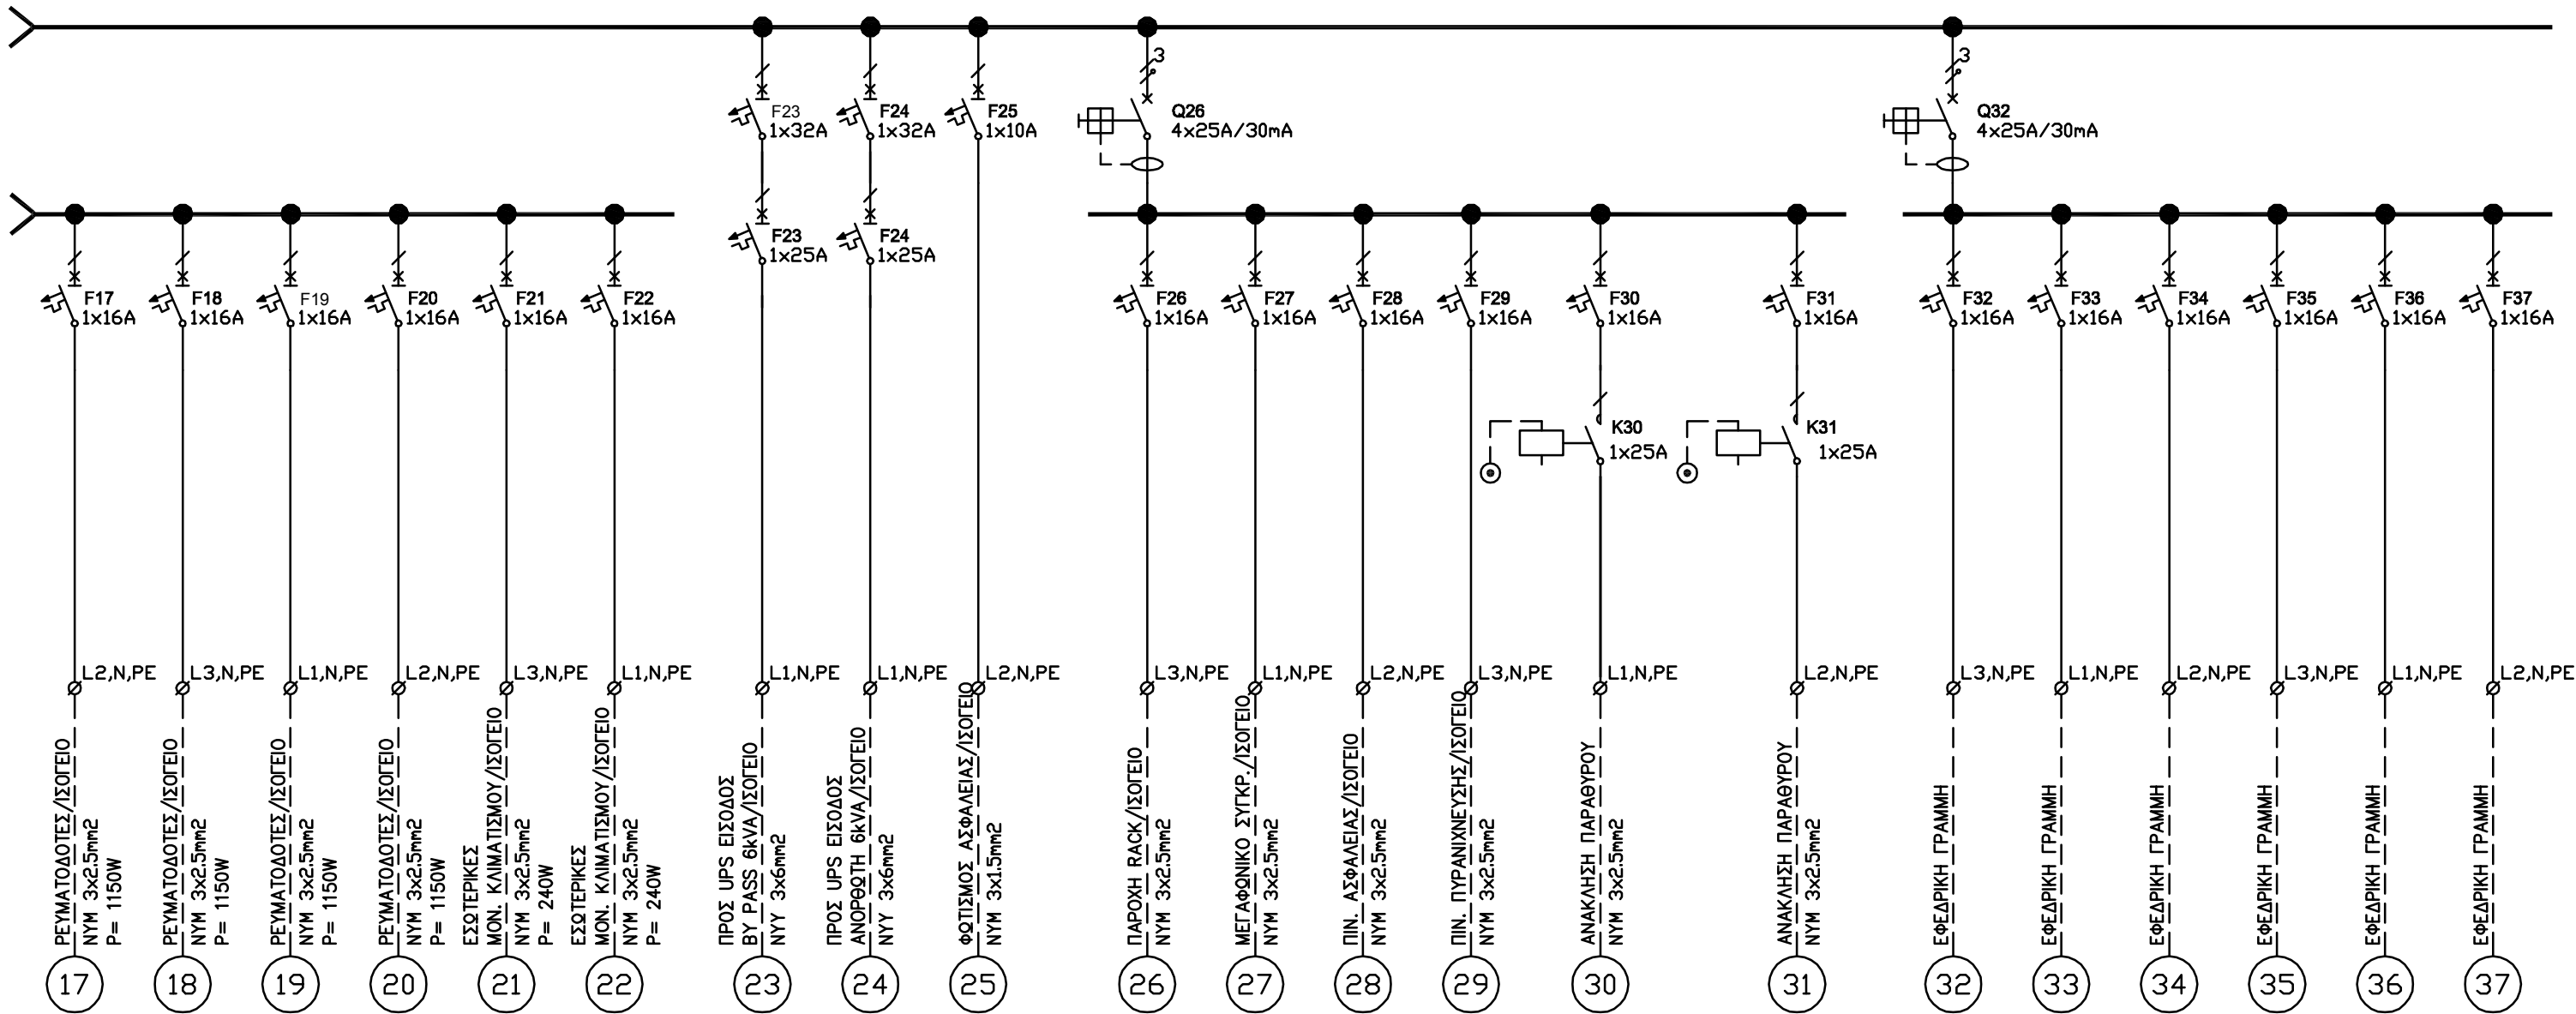 3
3
F23
1x32A
F24
1x32A
F25
1x10A
Q26
4x25A/30mA
Q32
4x25A/30mA
F23
1x25A
F24
1x25A
F17
1x16A
F18
1x16A
F19
1x16A
F20
1x16A
F21
1x16A
F22
1x16A
F26
1x16A
F27
1x16A
F28
1x16A
F29
1x16A
F30
1x16A
F31
1x16A
F32
1x16A
F33
1x16A
F34
1x16A
F35
1x16A
F36
1x16A
F37
1x16A
K30
1x25A
K31
1x25A
L2,N,PE
L3,N,PE
L1,N,PE
L2,N,PE
L3,N,PE
L1,N,PE
L1,N,PE
L1,N,PE
L2,N,PE
L3,N,PE
L1,N,PE
L2,N,PE
L3,N,PE
L1,N,PE
L2,N,PE
L3,N,PE
L1,N,PE
L2,N,PE
L3,N,PE
L1,N,PE
L2,N,PE
ΡΕΥΜΑΤΟΔΟΤΕΣ/ΙΣΟΓΕΙΟ
NYM 3x2.5mm2
P= 1150W
ΡΕΥΜΑΤΟΔΟΤΕΣ/ΙΣΟΓΕΙΟ
NYM 3x2.5mm2
P= 1150W
ΡΕΥΜΑΤΟΔΟΤΕΣ/ΙΣΟΓΕΙΟ
NYM 3x2.5mm2
P= 1150W
ΡΕΥΜΑΤΟΔΟΤΕΣ/ΙΣΟΓΕΙΟ
NYM 3x2.5mm2
P= 1150W
ΕΣΩΤΕΡΙΚΕΣ
ΜΟΝ. ΚΛΙΜΑΤΙΣΜΟΥ/ΙΣΟΓΕΙΟ
NYM 3x2.5mm2
P= 240W
ΕΣΩΤΕΡΙΚΕΣ
ΜΟΝ. ΚΛΙΜΑΤΙΣΜΟΥ/ΙΣΟΓΕΙΟ
NYM 3x2.5mm2
P= 240W
ΠΡΟΣ UPS ΕΙΣΟΔΟΣ
BY PASS 6kVA/ΙΣΟΓΕΙΟ
NYY 3x6mm2
ΠΡΟΣ UPS ΕΙΣΟΔΟΣ
ΑΝΟΡΘΩΤΗ 6kVA/ΙΣΟΓΕΙΟ
NYY 3x6mm2
ΦΩΤΙΣΜΟΣ ΑΣΦΑΛΕΙΑΣ/ΙΣΟΓΕΙΟ
NYM 3x1.5mm2
ΠΑΡΟΧΗ RACK/ΙΣΟΓΕΙΟ
NYM 3x2.5mm2
ΜΕΓΑΦΩΝΙΚΟ ΣΥΓΚΡ./ΙΣΟΓΕΙΟ
NYM 3x2.5mm2
ΠΙΝ. ΑΣΦΑΛΕΙΑΣ/ΙΣΟΓΕΙΟ
NYM 3x2.5mm2
ΠΙΝ. ΠΥΡΑΝΙΧΝΕΥΣΗΣ/ΙΣΟΓΕΙΟ
NYM 3x2.5mm2
ΑΝΑΚΛΗΣΗ ΠΑΡΑΘΥΡΟΥ
NYM 3x2.5mm2
ΑΝΑΚΛΗΣΗ ΠΑΡΑΘΥΡΟΥ
NYM 3x2.5mm2
ΕΦΕΔΡΙΚΗ ΓΡΑΜΜΗ
ΕΦΕΔΡΙΚΗ ΓΡΑΜΜΗ
ΕΦΕΔΡΙΚΗ ΓΡΑΜΜΗ
ΕΦΕΔΡΙΚΗ ΓΡΑΜΜΗ
ΕΦΕΔΡΙΚΗ ΓΡΑΜΜΗ
ΕΦΕΔΡΙΚΗ ΓΡΑΜΜΗ
17
18
19
20
21
22
23
24
25
26
27
28
29
30
31
32
33
34
35
36
37